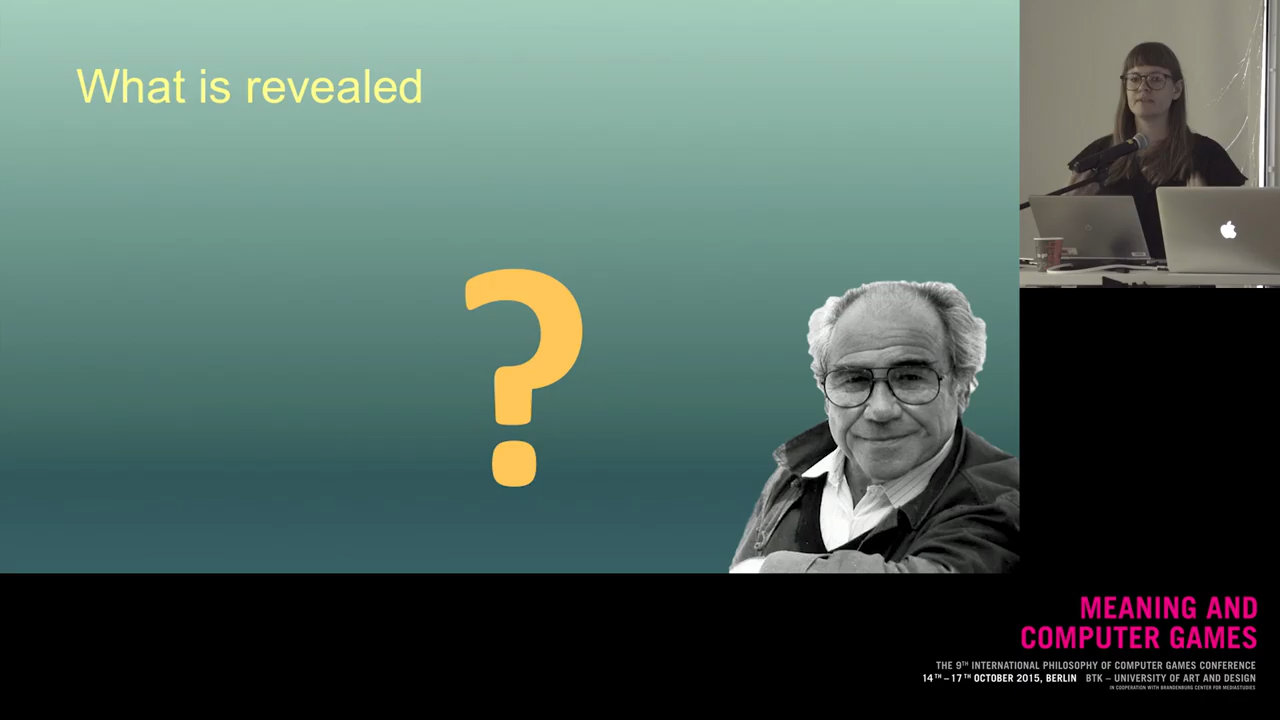 What is revealed
?
MEANING AND
COMPUTER GAMES
THE 9TH INTERNATIONAL PHILOSOPHY OF COMPUTER GAMES CONFERENCE
14TH – 17TH OCTOBER 2015, BERLIN BTK – UNIVERSITY OF ART AND DESIGN
IN COOPERATION WITH BRANDENBURG CENTER FOR MEDIASTUDIES